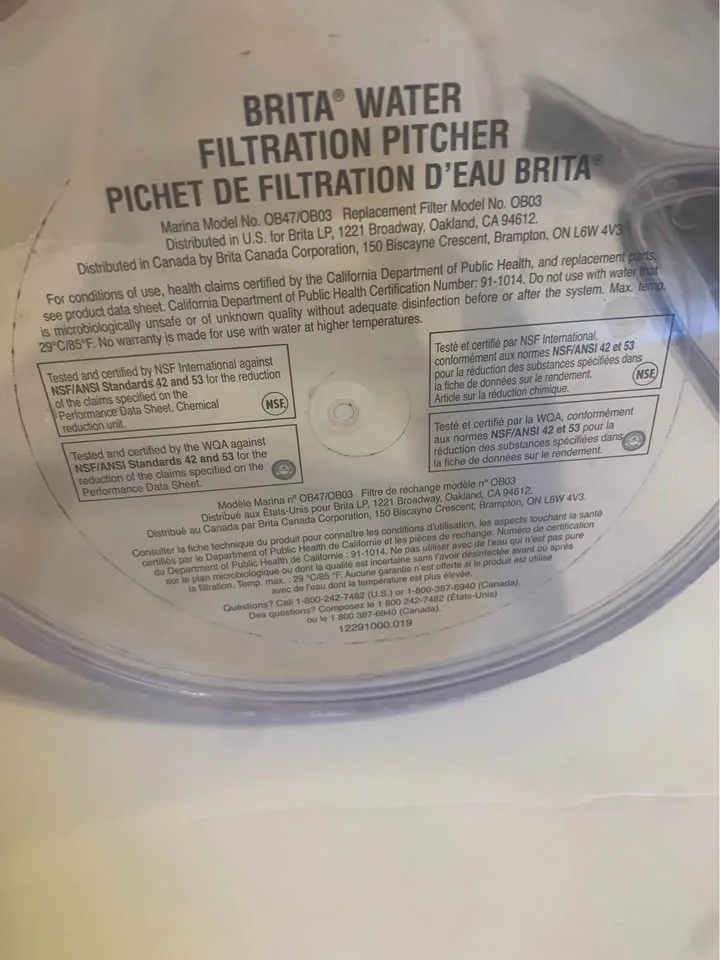 BRITA® WATER
FILTRATION PITCHER
PICHET DE FILTRATION D'EAU BRITA®
Marina Model No. OB47/OB03 Replacement Filter Model No. OB03
Distributed in U.S. for Brita LP, 1221 Broadway, Oakland, CA 94612.
Distributed in Canada by Brita Canada Corporation, 150 Biscayne Crescent, Brampton, ON L6W 4V3.
For conditions of use, health claims certified by the California Department of Public Health, and replacement parts,
see product data sheet. California Department of Public Health Certification Number: 91-1014. Do not use with water that
is microbiologically unsafe or of unknown quality without adequate disinfection before or after the system. Max. temp.
29°C/85°F. No warranty is made for use with water at higher temperatures.
Tested and certified by NSF International against
NSF/ANSI Standards 42 and 53 for the reduction
of the claims specified on the
Performance Data Sheet. Chemical
reduction unit.
NSF
Testé et certifié par NSF International,
conformément aux normes NSF/ANSI 42 et 53
pour la réduction des substances spécifiées dans
la fiche de données sur le rendement.
Article sur la réduction chimique.
NSF
Tested and certified by the WQA against
NSF/ANSI Standards 42 and 53 for the
reduction of the claims specified on the
Performance Data Sheet.
Testé et certifié par la WQA, conformément
aux normes NSF/ANSI 42 et 53 pour la
réduction des substances spécifiées dans
la fiche de données sur le rendement.
Modèle Marina n° OB47/OB03 Filtre de rechange modèle n° OB03
Distribué aux États-Unis pour Brita LP, 1221 Broadway, Oakland, CA 94612.
Distribué au Canada par Brita Canada Corporation, 150 Biscayne Crescent, Brampton, ON L6W 4V3.
Consulter la fiche technique du produit pour connaître les conditions d'utilisation, les aspects touchant la santé
certifiés par le Department of Public Health de Californie et les pièces de rechange. Numéro de certification
du Department of Public Health de Californie : 91-1014. Ne pas utiliser avec de l'eau qui n'est pas pure
sur le plan microbiologique ou dont la qualité est incertaine sans l'avoir désinfectée avant ou après
la filtration. Temp. max. : 29 °C/85 °F. Aucune garantie n'est offerte si le produit est utilisé
avec de l'eau dont la température est plus élevée.
Questions? Call 1-800-242-7482 (U.S.) or 1-800-387-6940 (Canada).
Des questions? Composez le 1 800 242-7482 (États-Unis)
ou le 1 800 387-6940 (Canada).
12291000.019